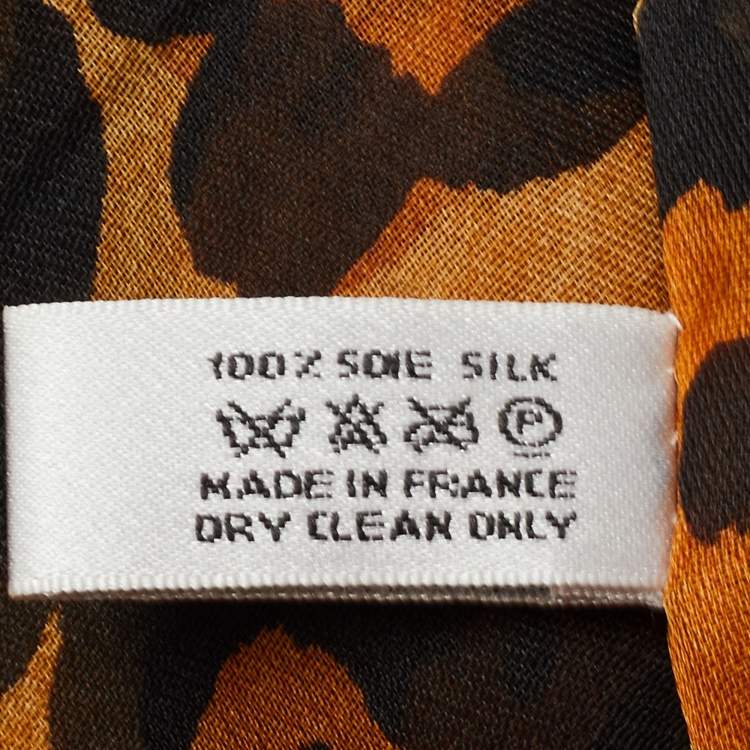 100% SOIE SILK
P
MADE IN FRANCE
DRY CLEAN ONLY